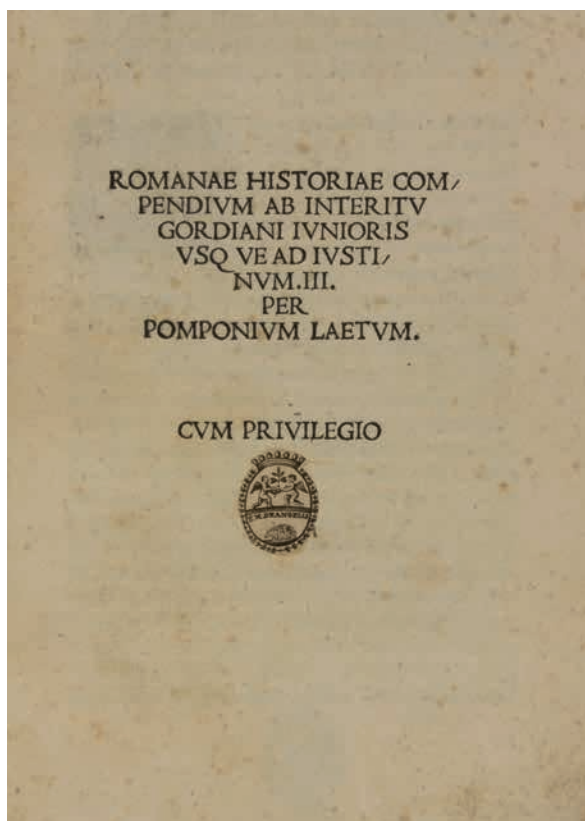 ROMANAE HISTORIAE COM/
PENDIVM AB INTERITV
GORDIANI IVNIORIS
VSQ VE AD IVSTI/
NVM.III.
PER
POMPONIVM LAETVM.
CVM PRIVILEGIO